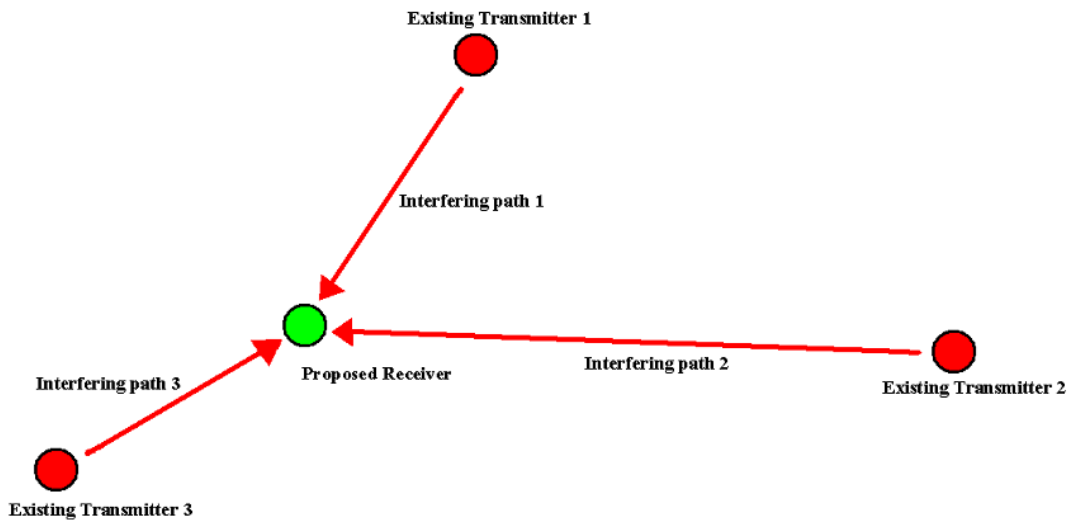 Existing Transmitter 1
Interfering path 1
Interfering path 2
Proposed Receiver
Interfering path 3
Existing Transmitter 2
Existing Transmitter 3